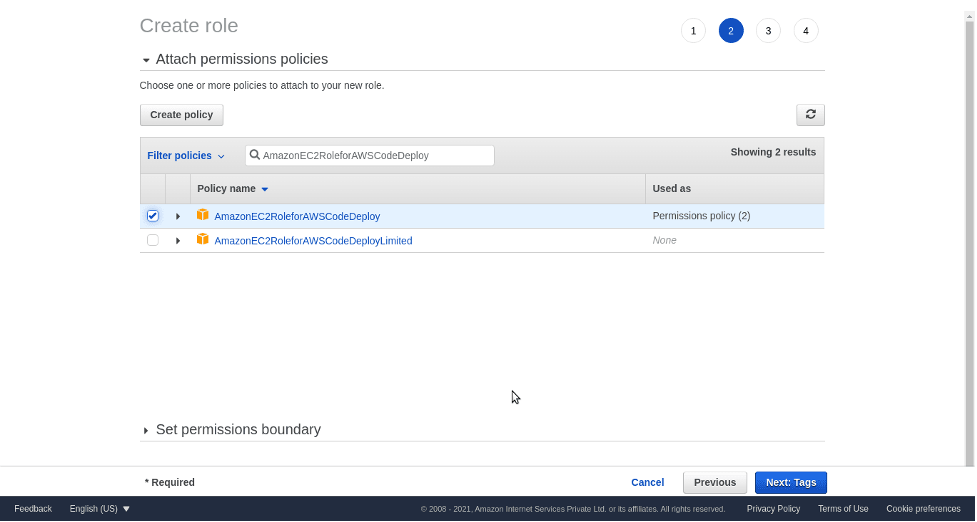 Create role
1 2 3 4
Attach permissions policies
Choose one or more policies to attach to your new role.
Create policy
Filter policies AmazonEC2RoleforAWSCodeDeploy Showing 2 results
Policy name Used as
AmazonEC2RoleforAWSCodeDeploy Permissions policy (2)
AmazonEC2RoleforAWSCodeDeployLimited None
Set permissions boundary
* Required Cancel Previous Next: Tags
Feedback English (US) © 2008 - 2021, Amazon Internet Services Private Ltd. or its affiliates. All rights reserved. Privacy Policy Terms of Use Cookie preferences